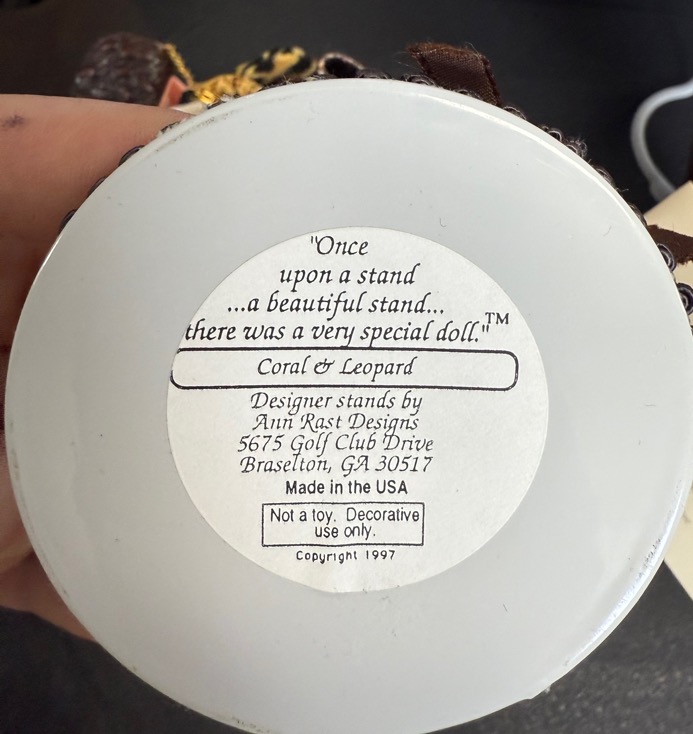 "Once
upon a stand
...a beautiful stand...
there was a very special doll."™
Coral & Leopard
Designer stands by
Ann Rast Designs
5675 Golf Club Drive
Braselton, GA 30517
Made in the USA
Not a toy. Decorative
use only.
Copyright 1997